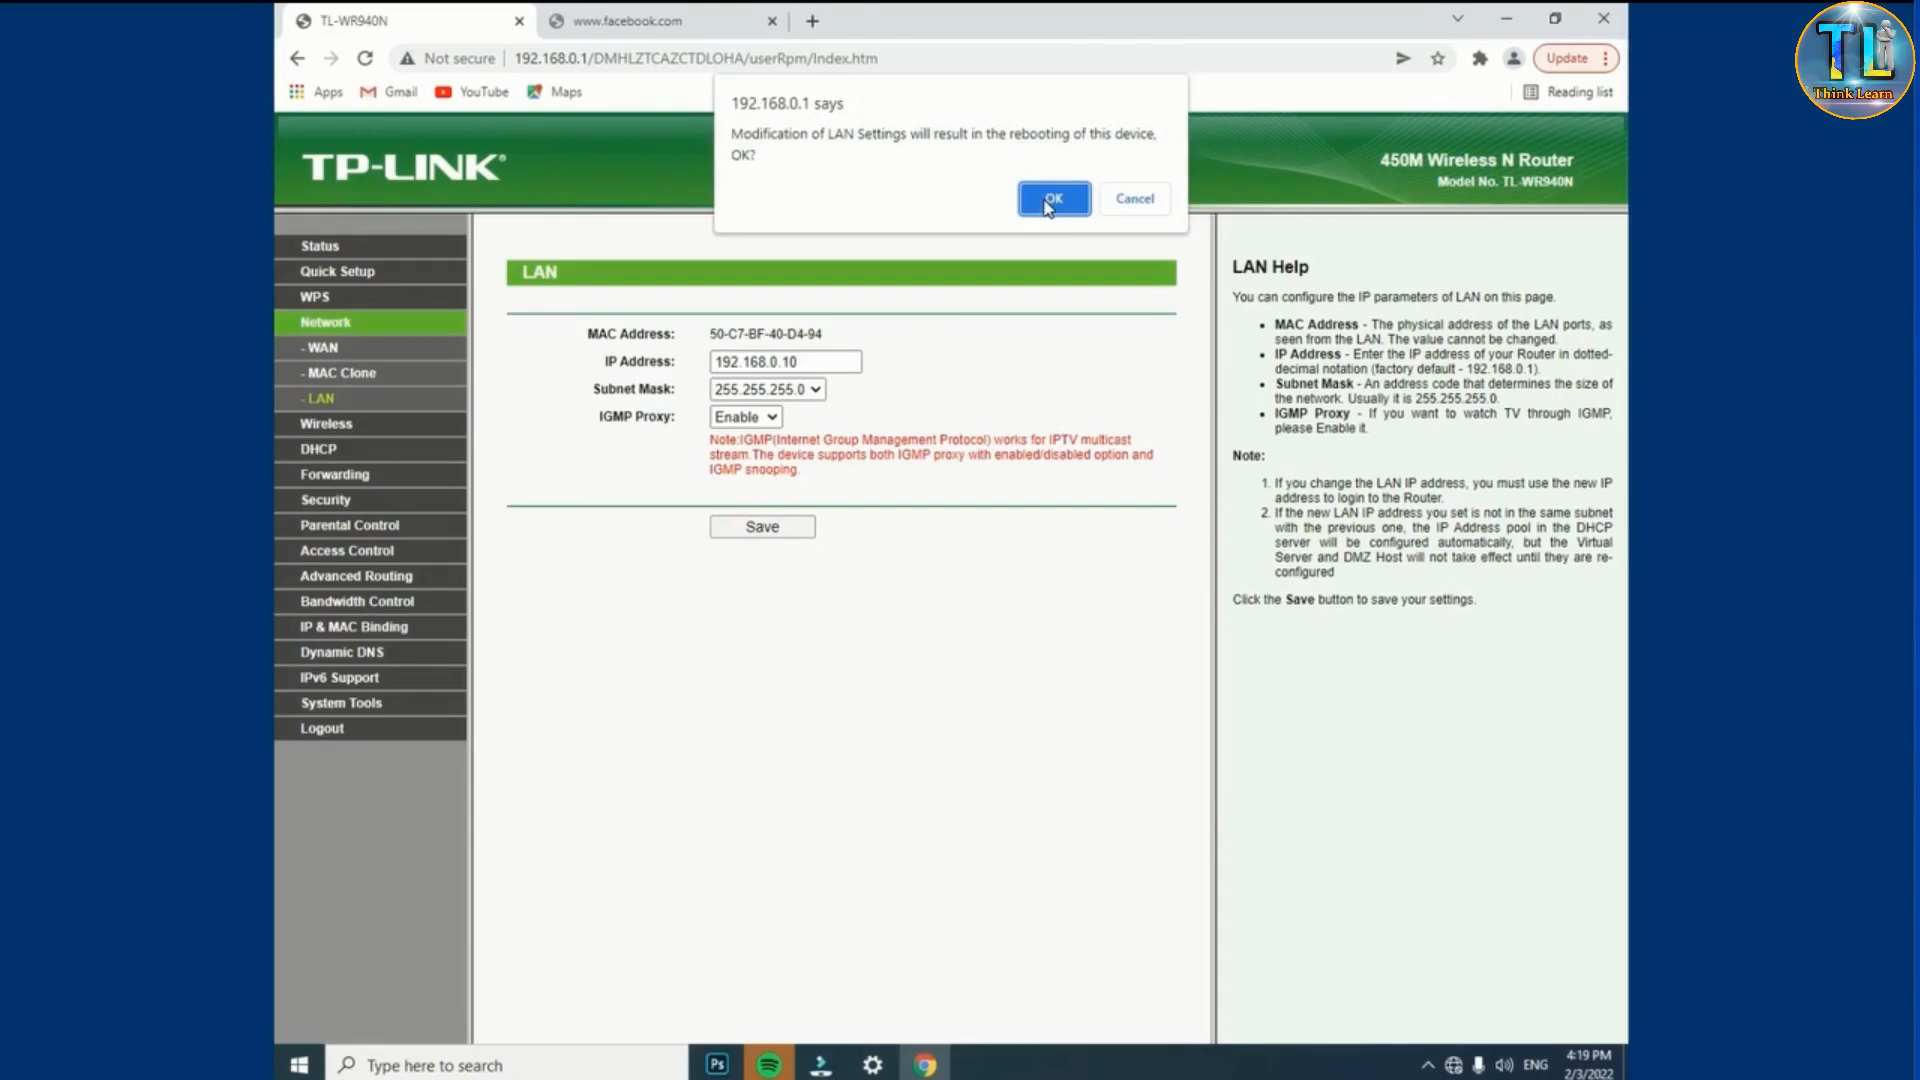 TL-WR940N
www.facebook.com
Not secure
192.168.0.1/DMHLZTCAZCTDLOHA/userRpm/Index.htm
Update
Apps
Gmail
YouTube
Maps
Reading list
TL
Think Learn
192.168.0.1 says
Modification of LAN Settings will result in the rebooting of this device,
OK?
OK
Cancel
TP-LINK®
450M Wireless N Router
Model No. TL-WR940N
Status
Quick Setup
WPS
Network
- WAN
- MAC Clone
- LAN
Wireless
DHCP
Forwarding
Security
Parental Control
Access Control
Advanced Routing
Bandwidth Control
IP & MAC Binding
Dynamic DNS
IPv6 Support
System Tools
Logout
LAN
MAC Address: 50-C7-BF-40-D4-94
IP Address: 192.168.0.10
Subnet Mask: 255.255.255.0
IGMP Proxy: Enable
Note:IGMP(Internet Group Management Protocol) works for IPTV multicast
stream.The device supports both IGMP proxy with enabled/disabled option and
IGMP snooping.
Save
LAN Help
You can configure the IP parameters of LAN on this page.
• MAC Address - The physical address of the LAN ports, as
seen from the LAN. The value cannot be changed.
• IP Address - Enter the IP address of your Router in dotted-
decimal notation (factory default - 192.168.0.1).
• Subnet Mask - An address code that determines the size of
the network. Usually it is 255.255.255.0.
• IGMP Proxy - If you want to watch TV through IGMP,
please Enable it.
Note:
1. If you change the LAN IP address, you must use the new IP
address to login to the Router.
2. If the new LAN IP address you set is not in the same subnet
with the previous one, the IP Address pool in the DHCP
server will be configured automatically, but the Virtual
Server and DMZ Host will not take effect until they are re-
configured
Click the Save button to save your settings.
Type here to search
Ps
ENG
4:19 PM
2/3/2022